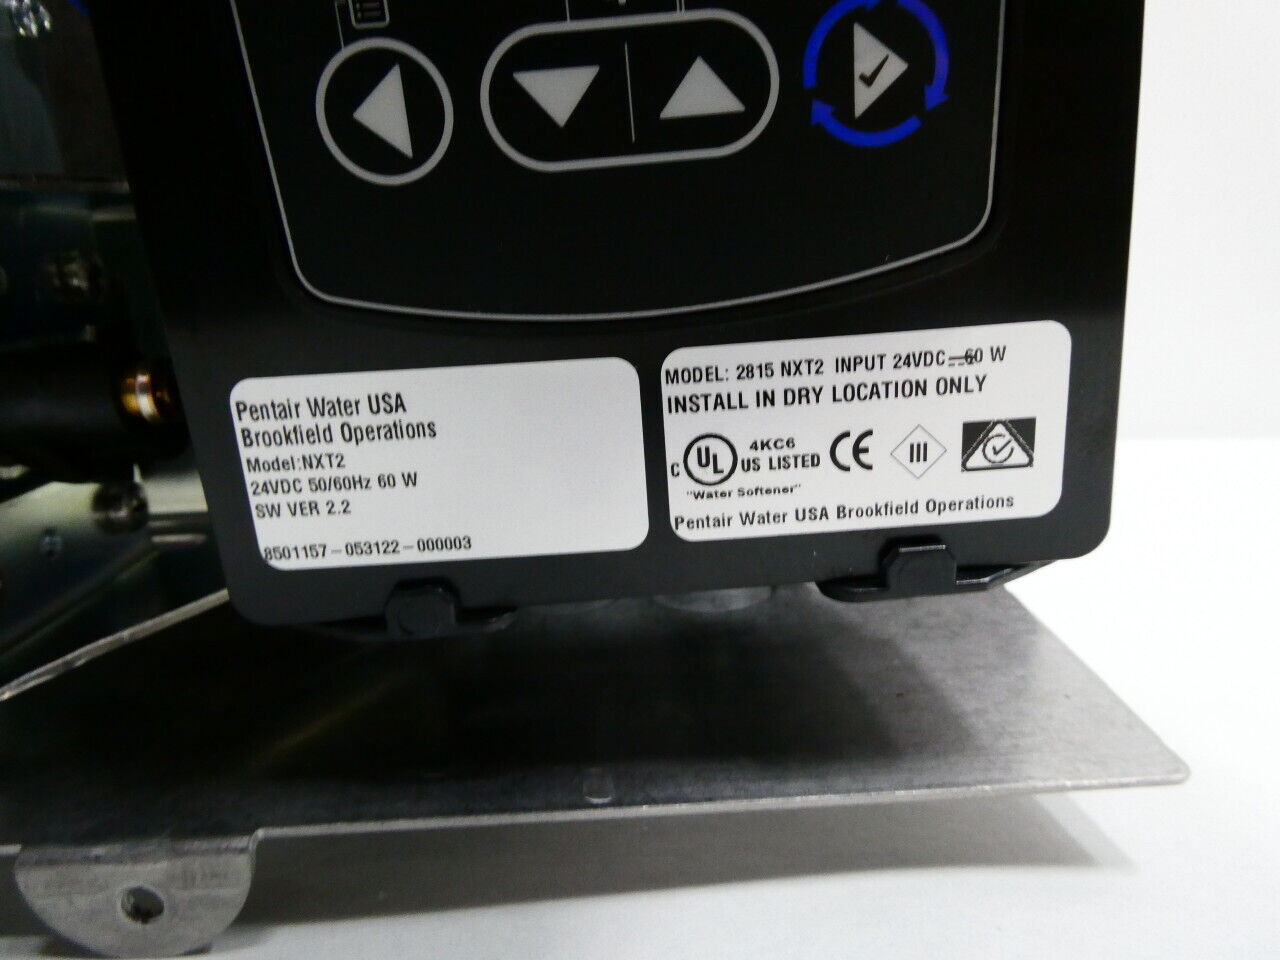 Pentair Water USA
Brookfield Operations
Model:NXT2
24VDC 50/60Hz 60 W
SW VER 2.2
8501157-053122-000003
MODEL: 2815 NXT2 INPUT 24VDC 60 W
INSTALL IN DRY LOCATION ONLY
C UL US LISTED 4KC6 CE III
"Water Softener"
Pentair Water USA Brookfield Operations